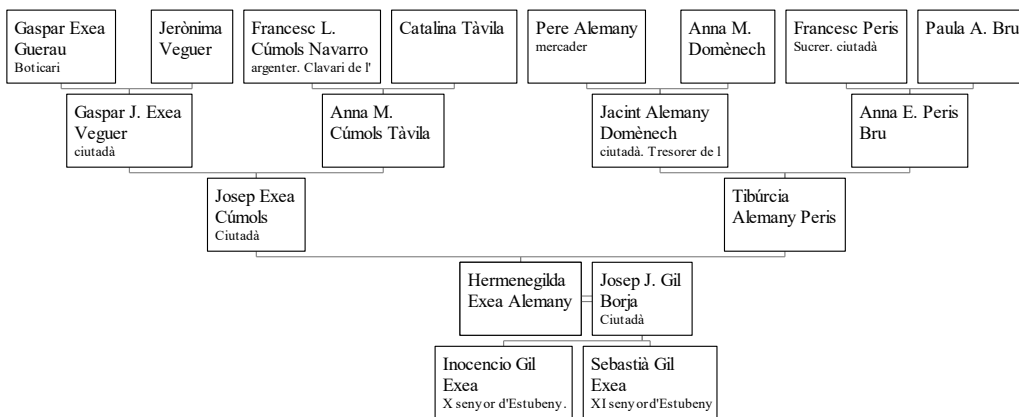 Gaspar Exea
Guerau
Boticari
Jerònima
Veguer
Francesc L.
Cúmols Navarro
argenter. Clavari de l'
Catalina Tàvila
Pere Alemany
mercader
Anna M.
Domènech
Francesc Peris
Sucrer. ciutadà
Paula A. Bru
Gaspar J. Exea
Veguer
ciutadà
Anna M.
Cúmols Tàvila
Jacint Alemany
Domènech
ciutadà. Tresorer de l
Anna E. Peris
Bru
Josep Exea
Cúmols
Ciutadà
Tibúrcia
Alemany Peris
Hermenegilda
Exea Alemany
Josep J. Gil
Borja
Ciutadà
Inocencio Gil
Exea
X senyor d'Estubeny.
Sebastià Gil
Exea
XI senyor d'Estubeny